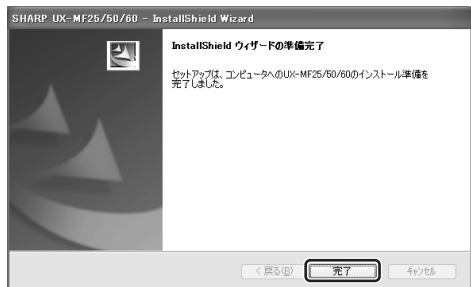 SHARP UX-MF25/50/60 - InstallShield Wizard
InstallShield ウィザードの準備完了
セットアップは、コンピュータへのUX-MF25/50/60のインストール準備を
完了しました。
< 戻る(B)
完了
キャンセル